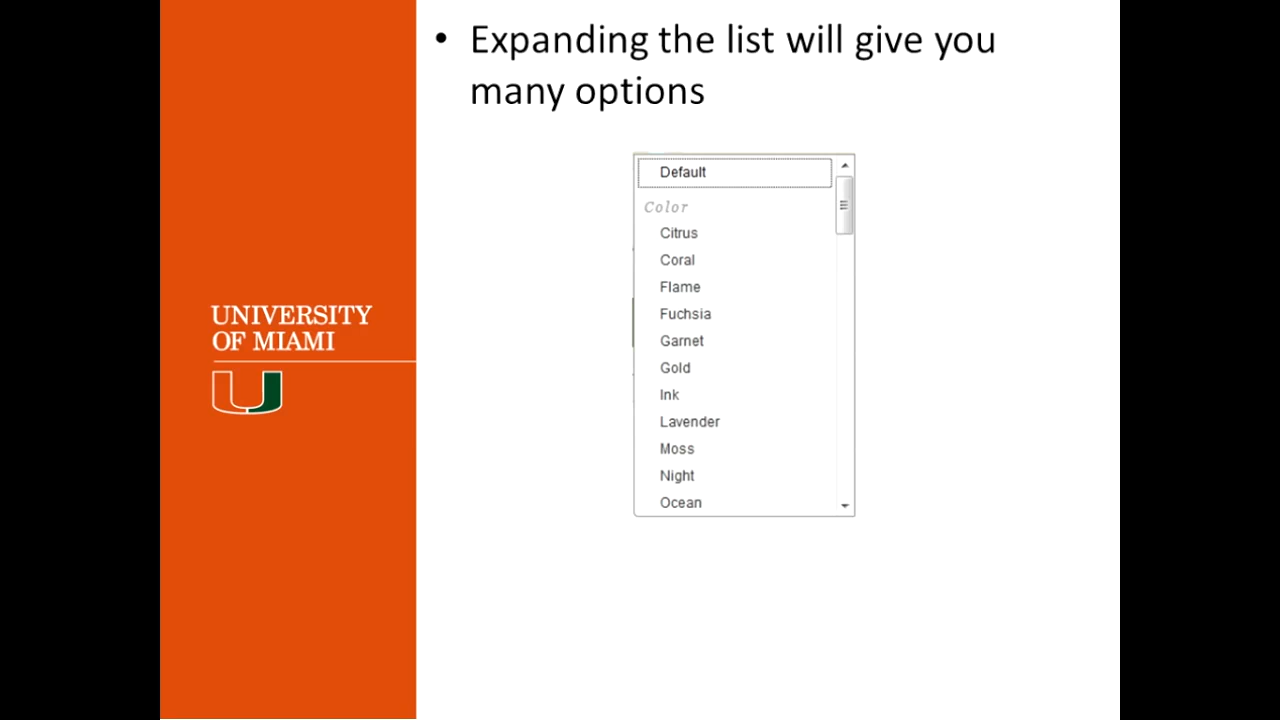 • Expanding the list will give you
many options
Default
Color
Citrus
Coral
Flame
Fuchsia
Garnet
Gold
Ink
Lavender
Moss
Night
Ocean
UNIVERSITY
OF MIAMI
U